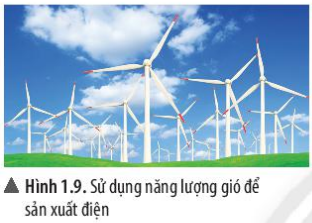 ▲ Hình 1.9. Sử dụng năng lượng gió để
sản xuất điện